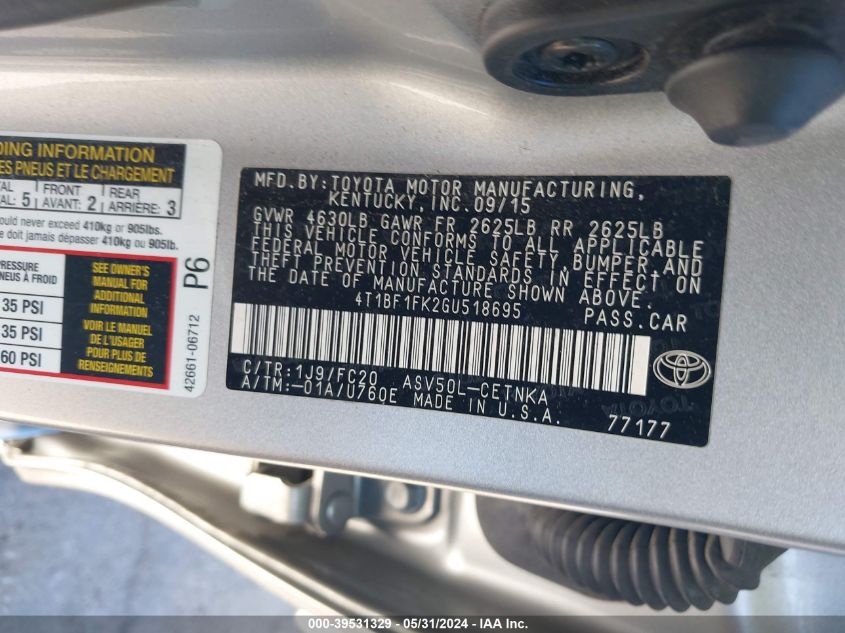 DING INFORMATION
ES PNEUS ET LE CHARGEMENT
TAL FRONT REAR
AL: 5 AVANT: 2 ARRIÈRE: 3
ould never exceed 410kg or 905lbs.
ne doit jamais dépasser 410kg ou 905lb.
PRESSURE
PNEUS À FROID
35 PSI
35 PSI
60 PSI
SEE OWNER'S
MANUAL FOR
ADDITIONAL
INFORMATION
VOIR LE MANUEL
DE L'USAGER
POUR PLUS DE
RENSEIGNEMENTS
P6
42661-06712
MFD.BY:TOYOTA MOTOR MANUFACTURING,
KENTUCKY, INC.09/15
GVWR 4630LB GAWR FR 2625LB RR 2625LB
THIS VEHICLE CONFORMS TO ALL APPLICABLE
FEDERAL MOTOR VEHICLE SAFETY, BUMPER AND
THEFT PREVENTION STANDARDS IN EFFECT ON
THE DATE OF MANUFACTURE SHOWN ABOVE.
4T1BF1FK2GU518695 PASS.CAR
C/TR:1J9/FC20 ASV50L-CETNKA
A/TM:-01A/U760E MADE IN U.S.A.
77177
TOYOTA
000-39531329 - 05/31/2024 - IAA Inc.